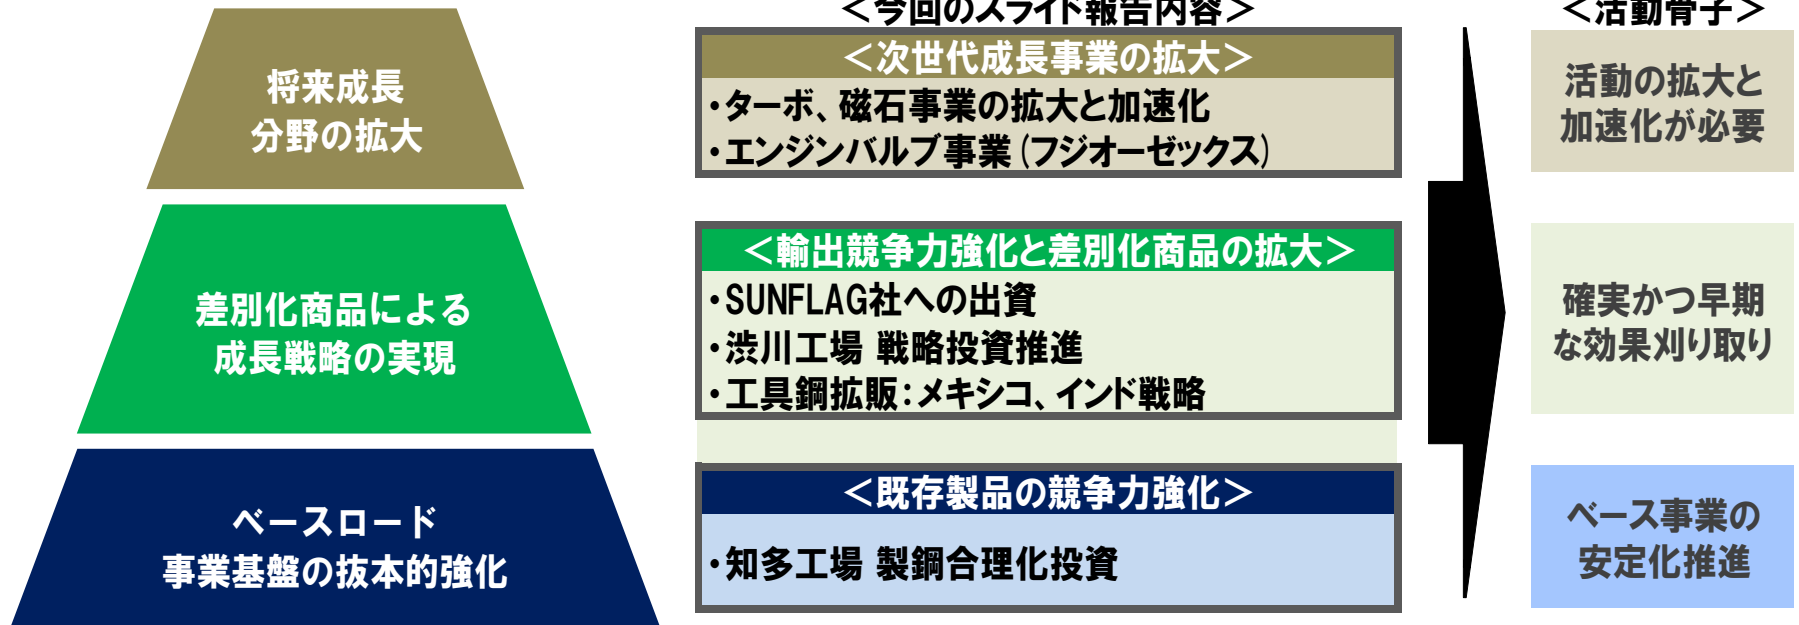 将来成長
分野の拡大
差別化商品による
成長戦略の実現
ベースロード
事業基盤の抜本的強化
＜今回のスライド報告内容＞
＜次世代成長事業の拡大＞
・ターボ、磁石事業の拡大と加速化
・エンジンバルブ事業(フジオーゼックス)
＜輸出競争力強化と差別化商品の拡大＞
・SUNFLAG社への出資
・渋川工場 戦略投資推進
・工具鋼拡販：メキシコ、インド戦略
＜既存製品の競争力強化＞
・知多工場 製鋼合理化投資
＜活動骨子＞
活動の拡大と
加速化が必要
確実かつ早期
な効果刈り取り
ベース事業の
安定化推進